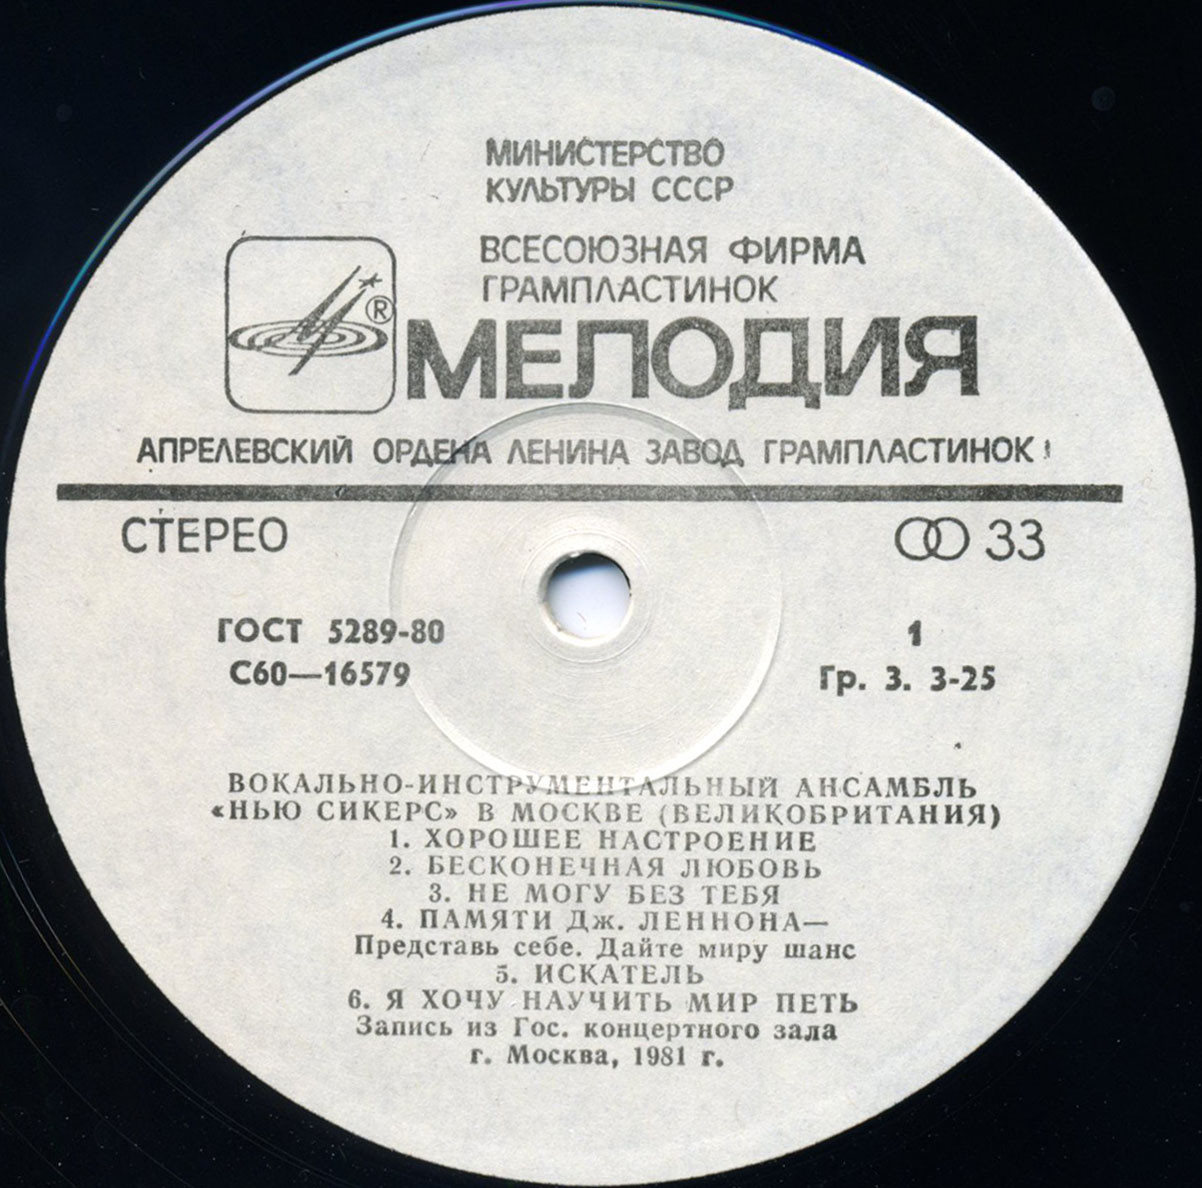 МИНИСТЕРСТВО
КУЛЬТУРЫ СССР
ВСЕСОЮЗНАЯ ФИРМА
ГРАМПЛАСТИНОК
®
МЕЛОДИЯ
АПРЕЛЕВСКИЙ ОРДЕНА ЛЕНИНА ЗАВОД ГРАМПЛАСТИНОК
СТЕРЕО
33
ГОСТ 5289-80
1
С60—16579
Гр. 3. 3-25
ВОКАЛЬНО-ИНСТРУМЕНТАЛЬНЫЙ АНСАМБЛЬ
«НЬЮ СИКЕРС» В МОСКВЕ (ВЕЛИКОБРИТАНИЯ)
1. ХОРОШЕЕ НАСТРОЕНИЕ
2. БЕСКОНЕЧНАЯ ЛЮБОВЬ
3. НЕ МОГУ БЕЗ ТЕБЯ
4. ПАМЯТИ Дж. ЛЕННОНА—
Представь себе. Дайте миру шанс
5. ИСКАТЕЛЬ
6. Я ХОЧУ НАУЧИТЬ МИР ПЕТЬ
Запись из Гос. концертного зала
г. Москва, 1981 г.